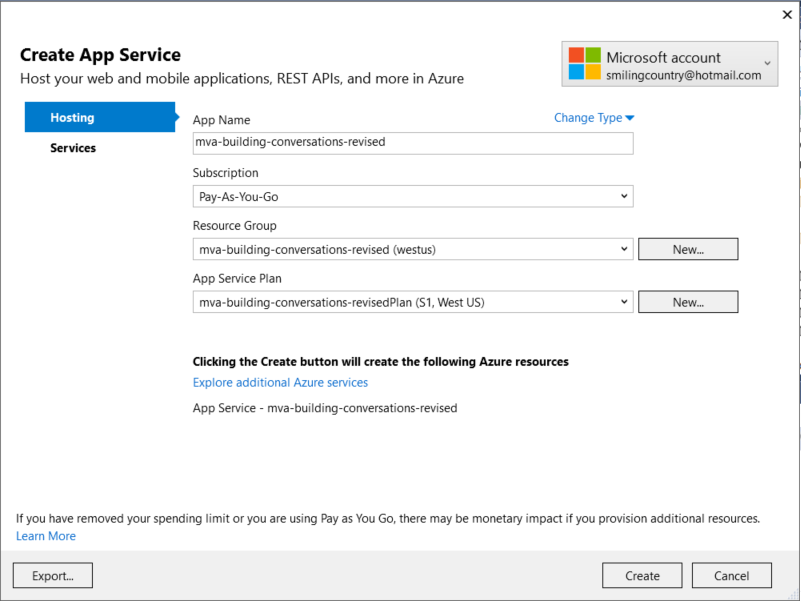 Create App Service
Host your web and mobile applications, REST APIs, and more in Azure
Microsoft account
smilingcountry@hotmail.com
Hosting
Services
App Name
Change Type
mva-building-conversations-revised
Subscription
Pay-As-You-Go
Resource Group
mva-building-conversations-revised (westus)
New...
App Service Plan
mva-building-conversations-revisedPlan (S1, West US)
New...
Clicking the Create button will create the following Azure resources
Explore additional Azure services
App Service - mva-building-conversations-revised
If you have removed your spending limit or you are using Pay as You Go, there may be monetary impact if you provision additional resources.
Learn More
Export...
Create
Cancel